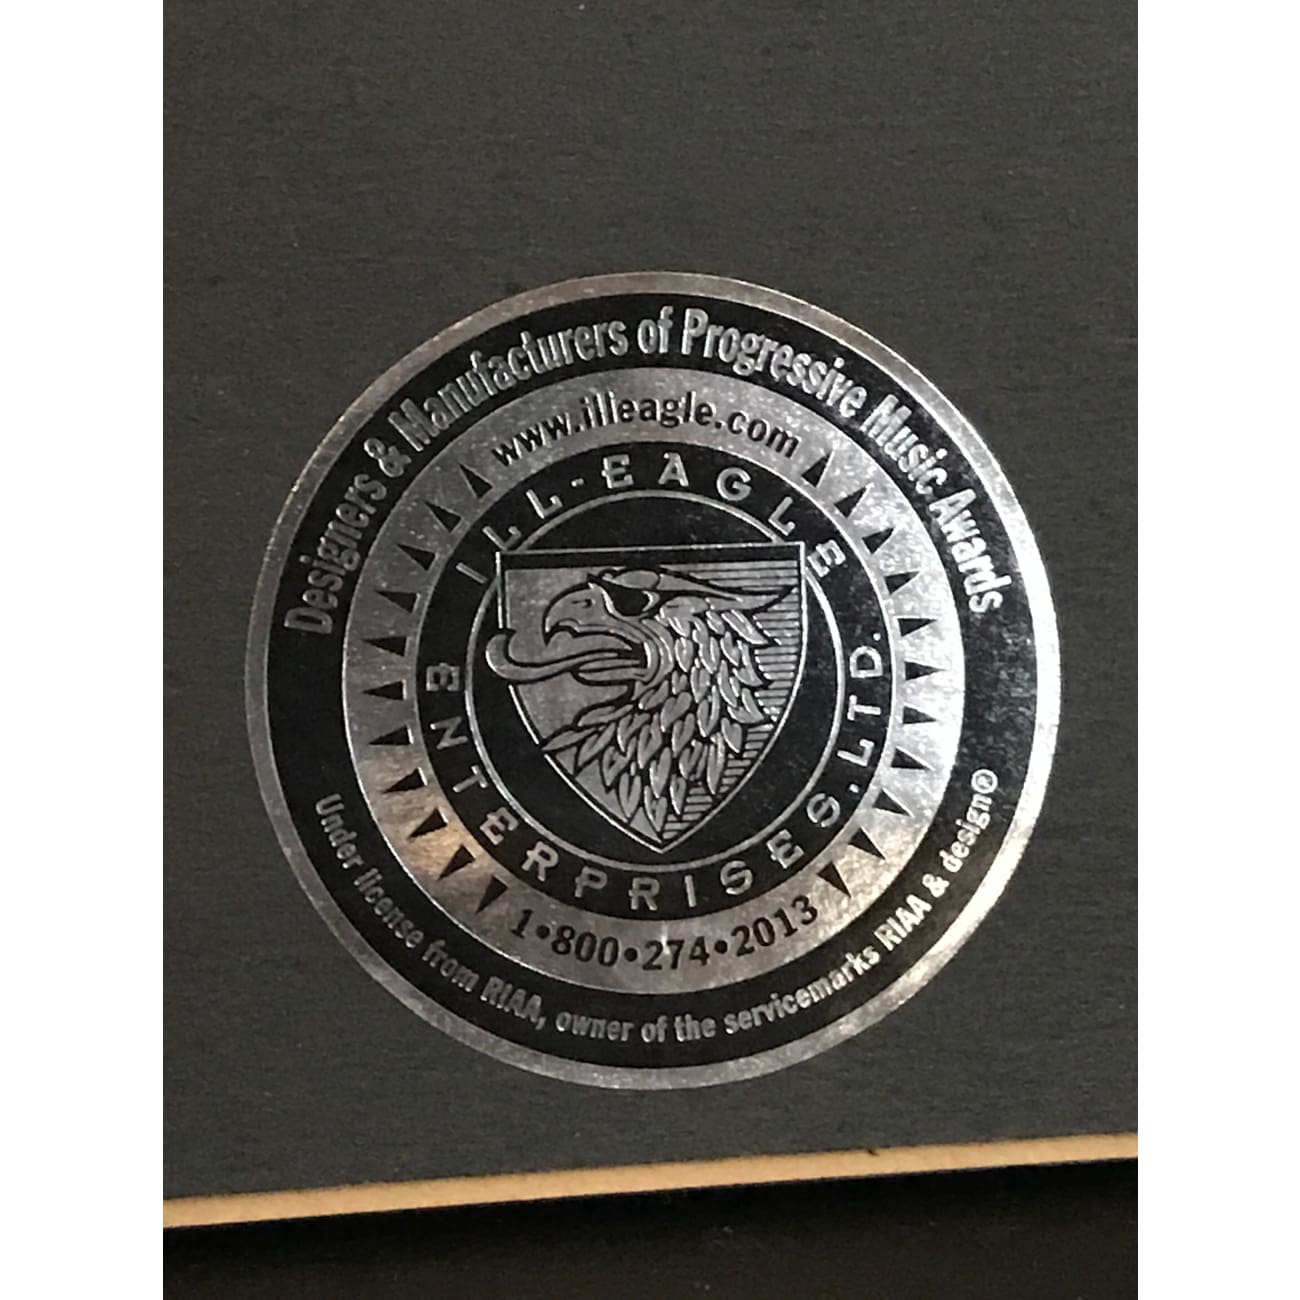 Designers & Manufacturers of Progressive Music Awards
www.illeagle.com
ILL-EAGLE
ENTERPRISES, LTD.
1•800•274•2013
Under license from RIAA, owner of the servicemarks RIAA & design®